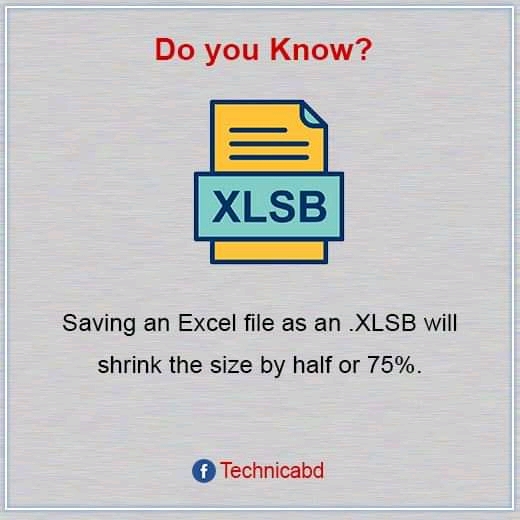 Do you Know?
XLSB
Saving an Excel file as an .XLSB will
shrink the size by half or 75%.
f Technicabd